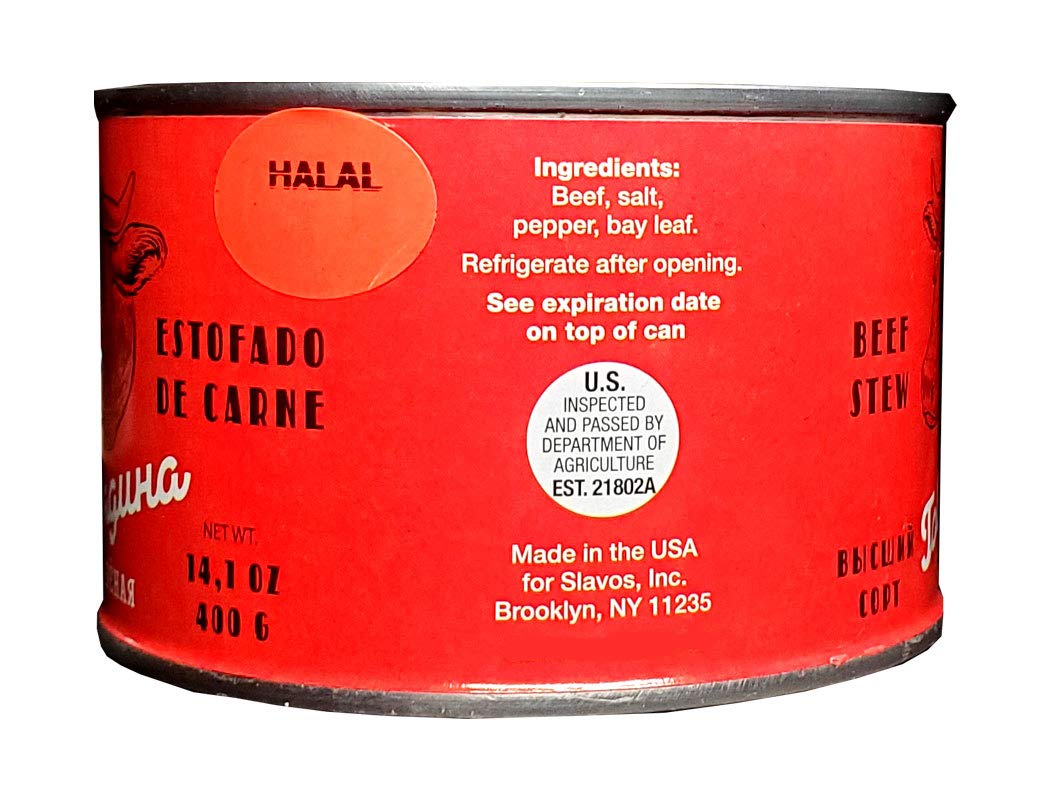 HALAL
ESTOFADO
DE CARNE
NET WT.
14,1 OZ
400 G
Ingredients:
Beef, salt,
pepper, bay leaf.
Refrigerate after opening.
See expiration date
on top of can
U.S.
INSPECTED
AND PASSED BY
DEPARTMENT OF
AGRICULTURE
EST. 21802A
Made in the USA
for Slavos, Inc.
Brooklyn, NY 11235
BEEF
STEW
ВЫСШИЙ
СОРТ